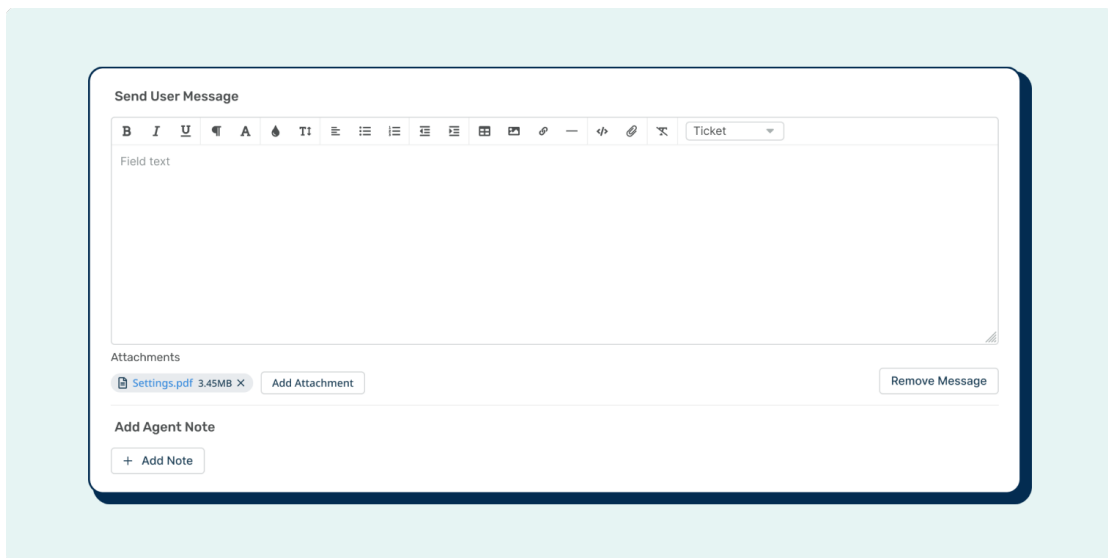 Send User Message
B I U ¶ A T </> Ticket
Field text
Attachments
Settings.pdf 3.45MB × Add Attachment Remove Message
Add Agent Note
+ Add Note